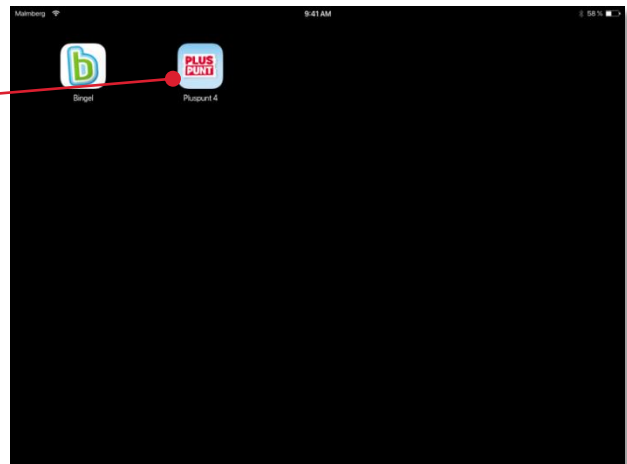 Malmberg
9:41 AM
58 %
b
PLUS
PUNT
Bingel
Pluspunt 4